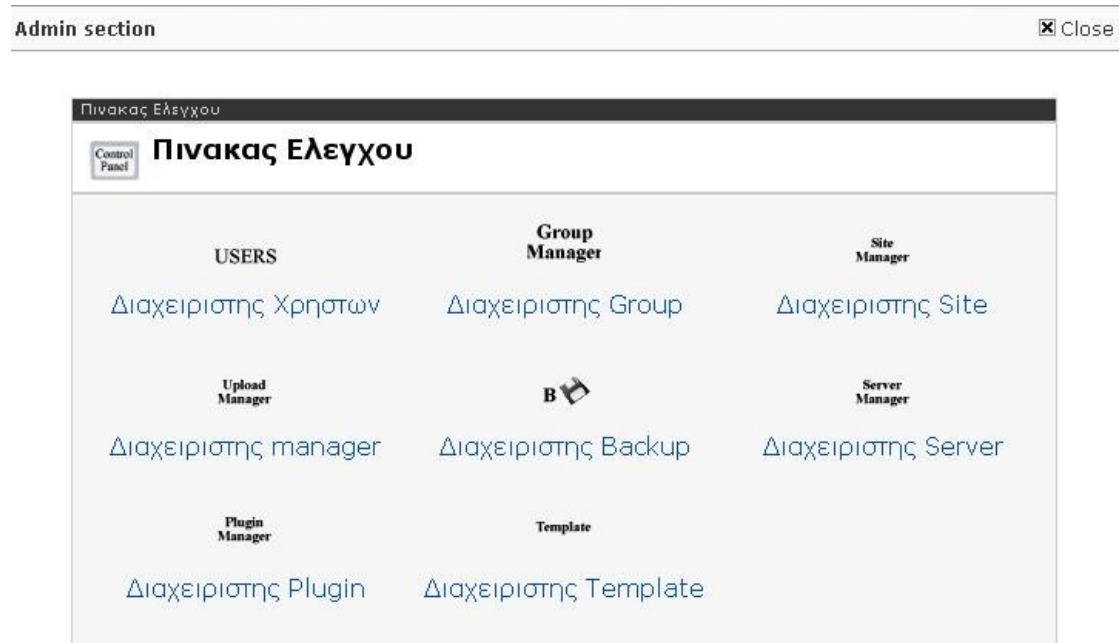 Admin section
Close
Πινακας Ελεγχου
Control
Panel
Πινακας Ελεγχου
USERS
Group
Manager
Site
Manager
Διαχειριστης Χρηστων
Διαχειριστης Group
Διαχειριστης Site
Upload
Manager
B
Server
Manager
Διαχειριστης manager
Διαχειριστης Backup
Διαχειριστης Server
Plugin
Manager
Template
Διαχειριστης Plugin
Διαχειριστης Template